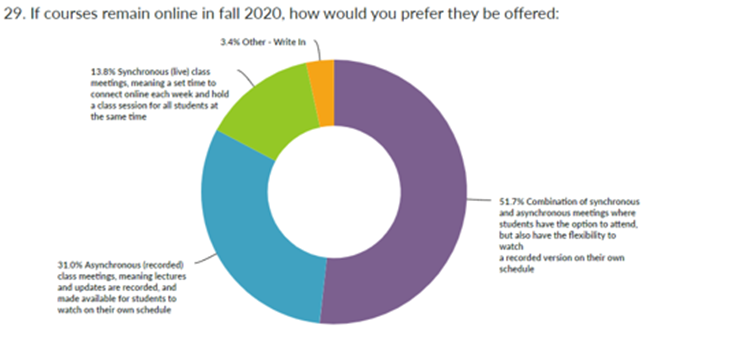 29. If courses remain online in fall 2020, how would you prefer they be offered:
3.4% Other - Write In
13.8% Synchronous (live) class
meetings, meaning a set time to
connect online each week and hold
a class session for all students at
the same time
51.7% Combination of synchronous
and asynchronous meetings where
students have the option to attend,
but also have the flexibility to
watch
a recorded version on their own
schedule
31.0% Asynchronous (recorded)
class meetings, meaning lectures
and updates are recorded, and
made available for students to
watch on their own schedule